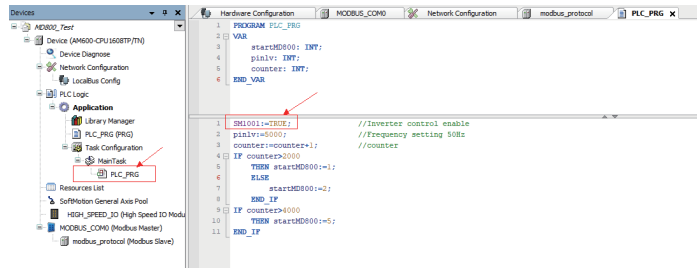 Devices
MD800_Test
Device (AM600-CPU1608TP/TN)
Device Diagnose
Network Configuration
LocalBus Config
PLC Logic
Application
Library Manager
PLC_PRG (PRG)
Task Configuration
MainTask
PLC_PRG
Resources List
SoftMotion General Axis Pool
HIGH_SPEED_IO (High Speed IO Modu
MODBUS_COM0 (Modbus Master)
modbus_protocol (Modbus Slave)
Hardware Configuration MODBUS_COM0 Network Configuration modbus_protocol PLC_PRG
1 PROGRAM PLC_PRG
2 VAR
3 startMD800: INT;
4 pinlv: INT;
5 counter: INT;
6 END_VAR
1 SM1001:=TRUE; //Inverter control enable
2 pinlv:=5000; //Frequency setting 50Hz
3 counter:=counter+1; //counter
4 IF counter>2000
5 THEN startMD800:=1;
6 ELSE
7 startMD800:=2;
8 END_IF
9 IF counter>4000
10 THEN startMD800:=5;
11 END_IF